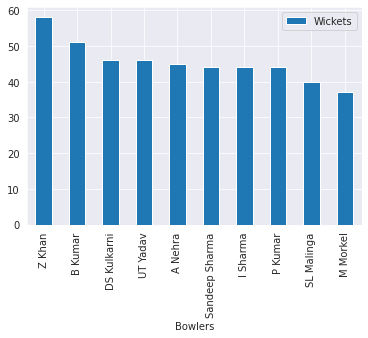 Wickets
60
50
40
30
20
10
0
Z Khan
B Kumar
DS Kulkarni
UT Yadav
A Nehra
Sandeep Sharma
I Sharma
P Kumar
SL Malinga
M Morkel
Bowlers